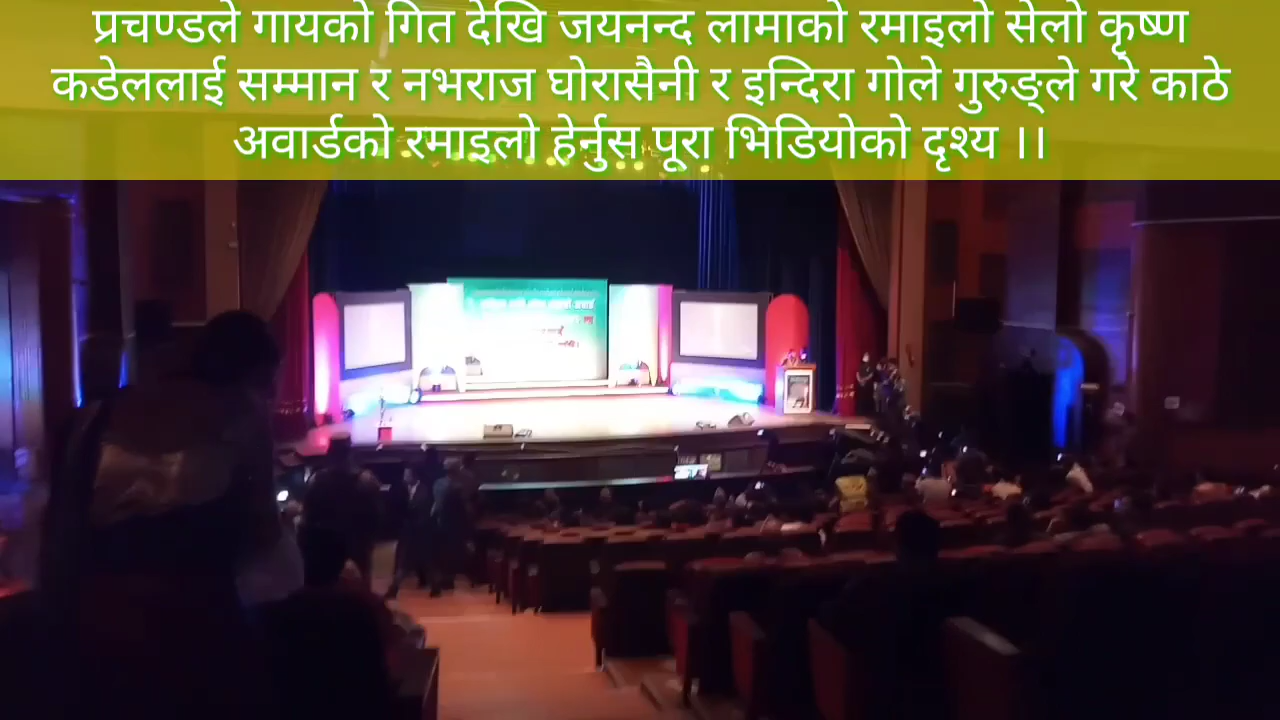 प्रचण्डले गायको गित देखि जयनन्द लामाको रमाइलो सेलो कृष्ण
कडेललाई सम्मान र नभराज घोरासैनी र इन्दिरा गोले गुरुङ्ले गरे काठे
अवार्डको रमाइलो हेर्नुस पूरा भिडियोको दृश्य ।।